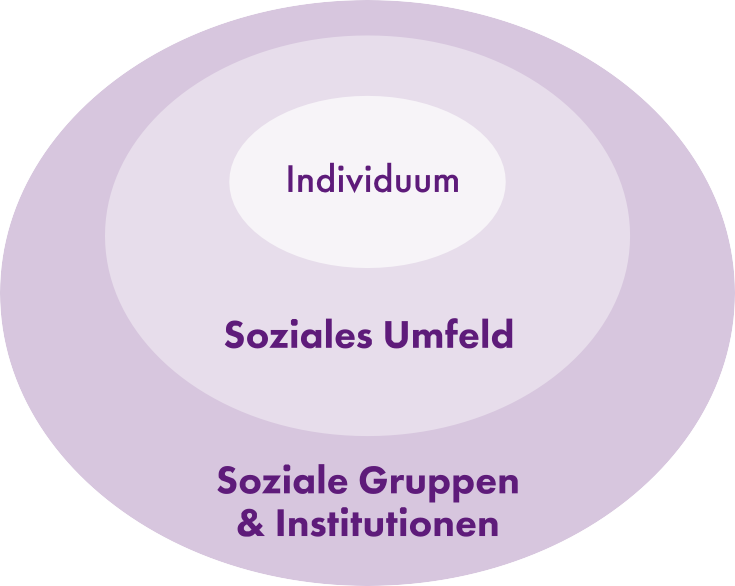 Individuum
Soziales Umfeld
Soziale Gruppen
& Institutionen